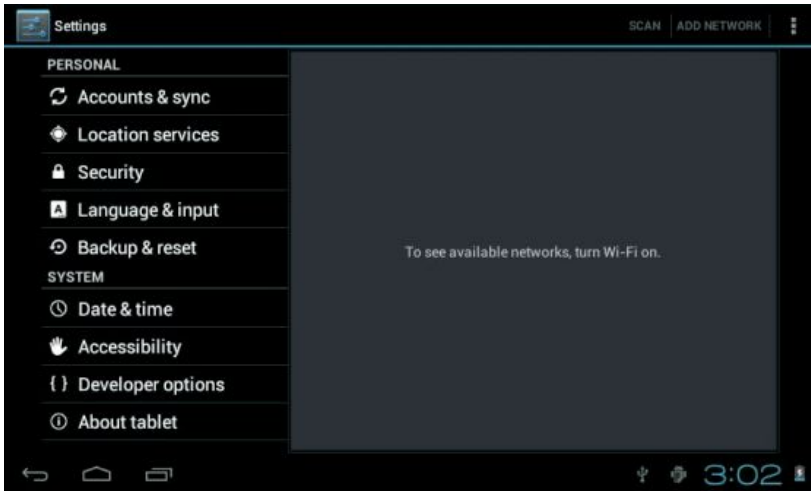 Settings
SCAN
ADD NETWORK
PERSONAL
Accounts & sync
Location services
Security
A Language & input
Backup & reset
SYSTEM
Date & time
Accessibility
{ } Developer options
About tablet
To see available networks, turn Wi-Fi on.
3:02